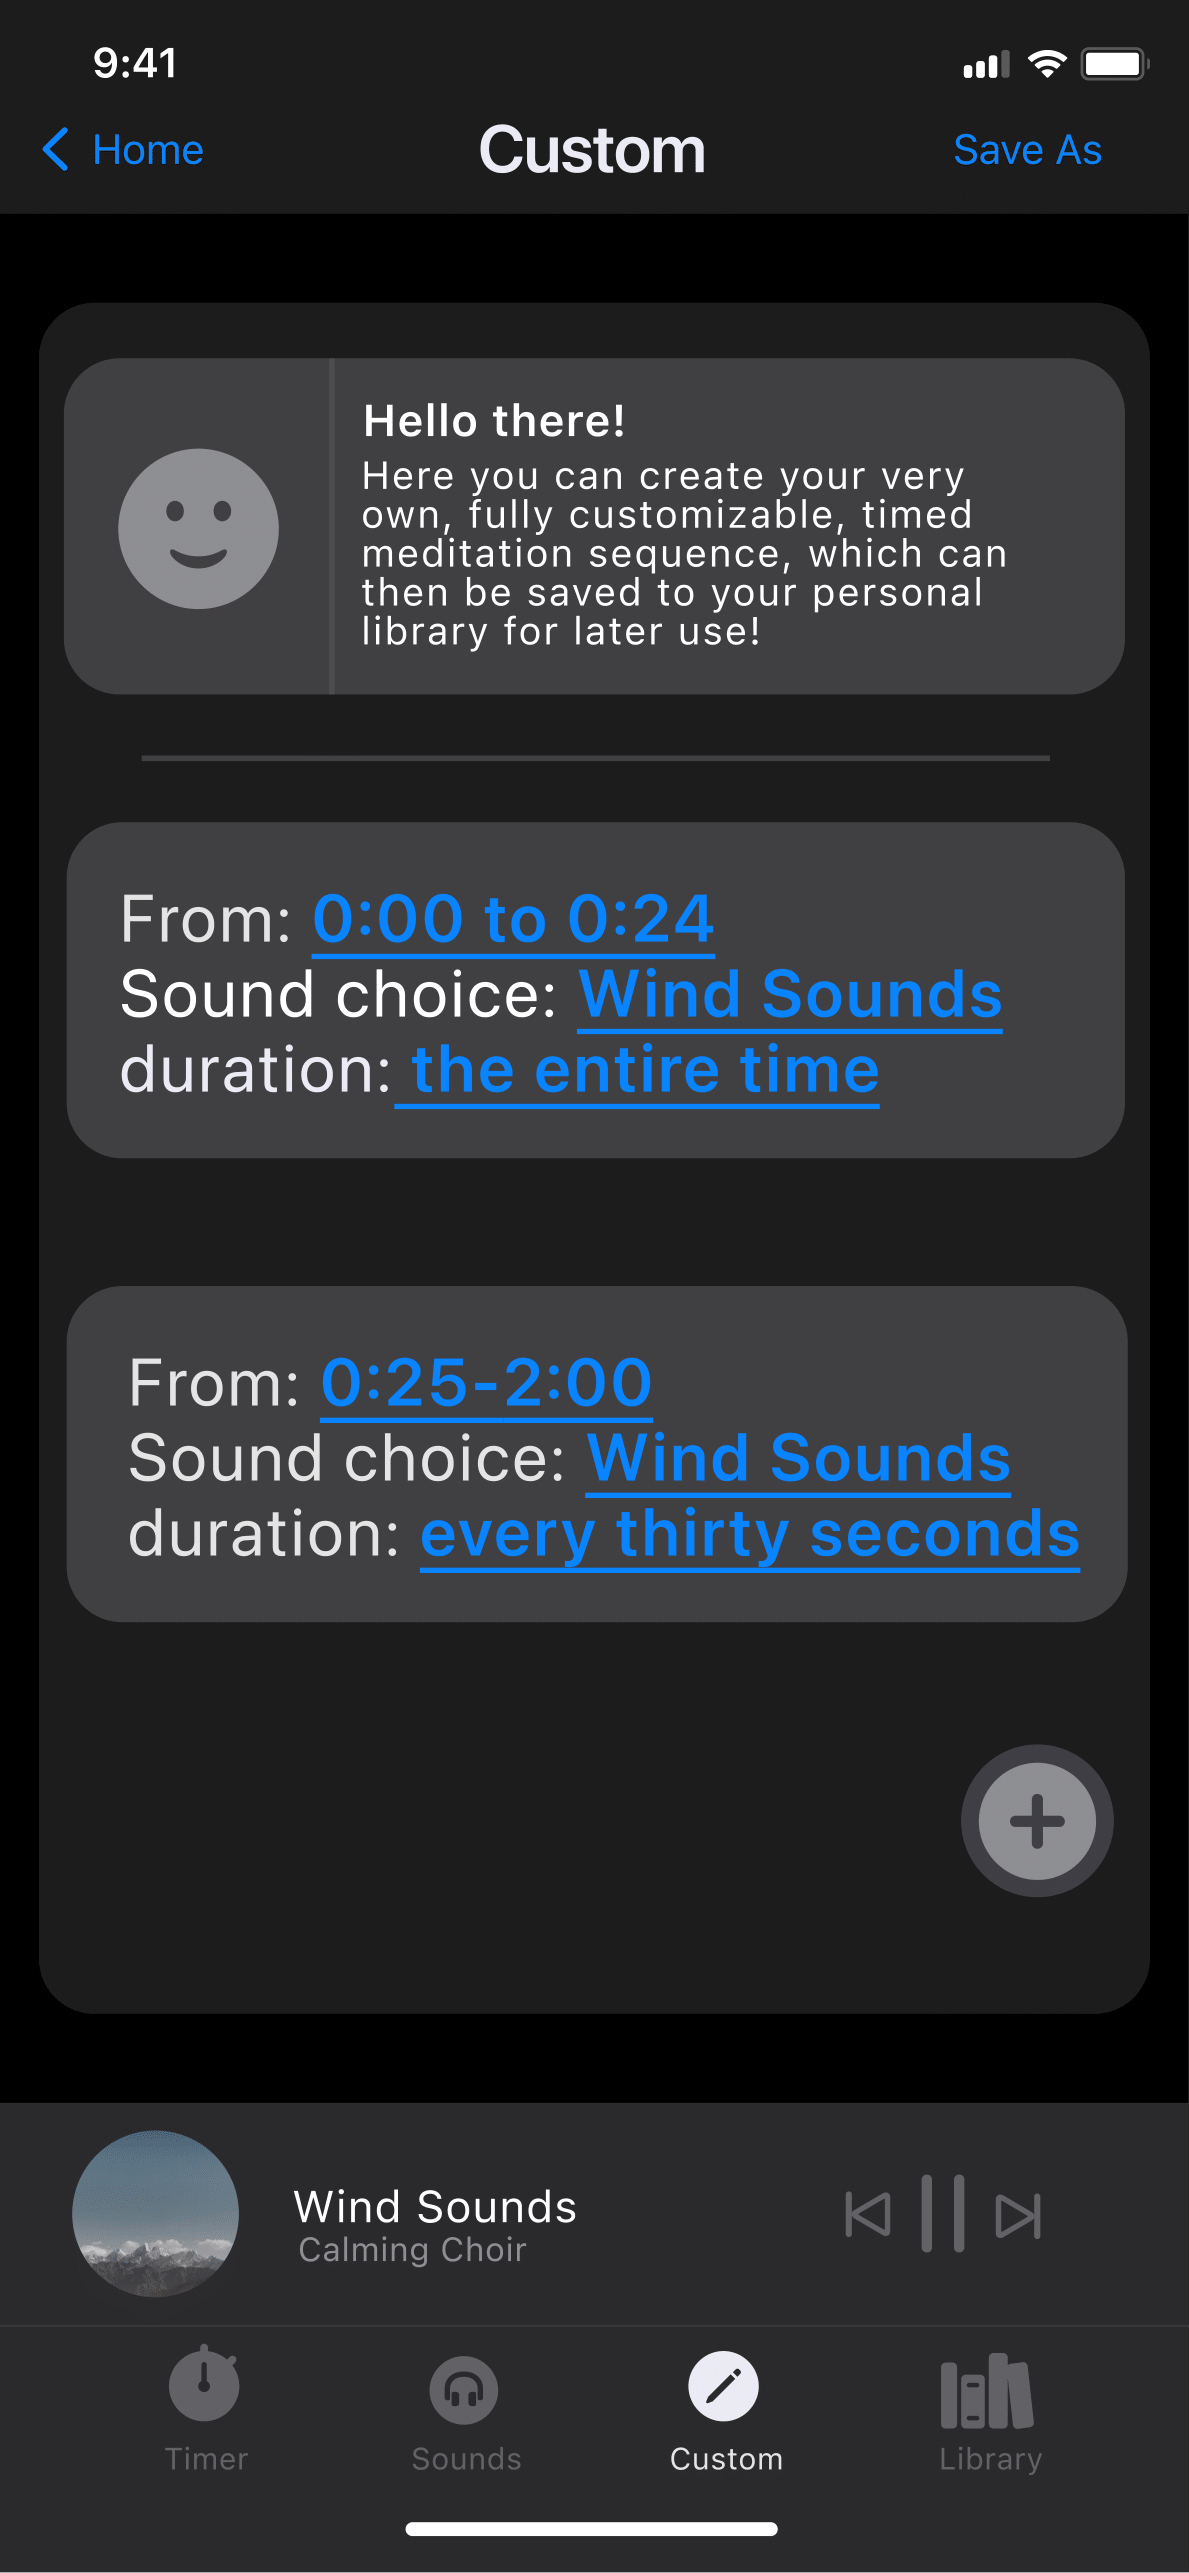 9:41
Home
Custom
Save As
Hello there!
Here you can create your very
own, fully customizable, timed
meditation sequence, which can
then be saved to your personal
library for later use!
From: 0:00 to 0:24
Sound choice: Wind Sounds
duration: the entire time
From: 0:25-2:00
Sound choice: Wind Sounds
duration: every thirty seconds
Wind Sounds
Calming Choir
Timer
Sounds
Custom
Library